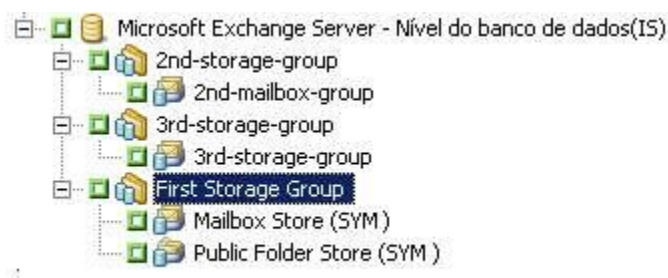 Microsoft Exchange Server - Nível do banco de dados(IS)
2nd-storage-group
2nd-mailbox-group
3rd-storage-group
3rd-storage-group
First Storage Group
Mailbox Store (SYM )
Public Folder Store (SYM )